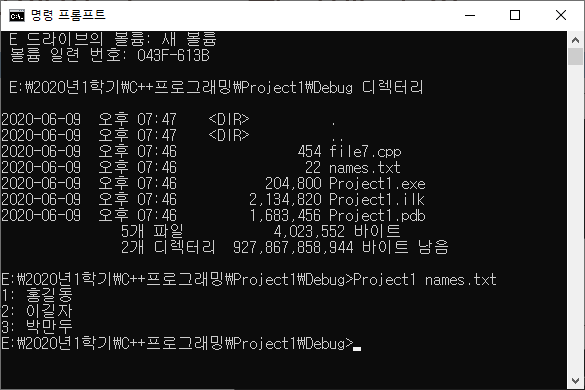 명령 프롬프트
E 드라이브의 볼륨: 새 볼륨
볼륨 일련 번호: 043F-613B
E:\2020년1학기\C++프로그래밍\Project1\Debug 디렉터리
2020-06-09 오후 07:47 <DIR> .
2020-06-09 오후 07:47 <DIR> ..
2020-06-09 오후 07:46 454 file7.cpp
2020-06-09 오후 07:46 22 names.txt
2020-06-09 오후 07:46 204,800 Project1.exe
2020-06-09 오후 07:46 2,134,820 Project1.ilk
2020-06-09 오후 07:46 1,683,456 Project1.pdb
5개 파일 4,023,552 바이트
2개 디렉터리 927,867,858,944 바이트 남음
E:\2020년1학기\C++프로그래밍\Project1\Debug>Project1 names.txt
1: 홍길동
2: 이길자
3: 박만두
E:\2020년1학기\C++프로그래밍\Project1\Debug>